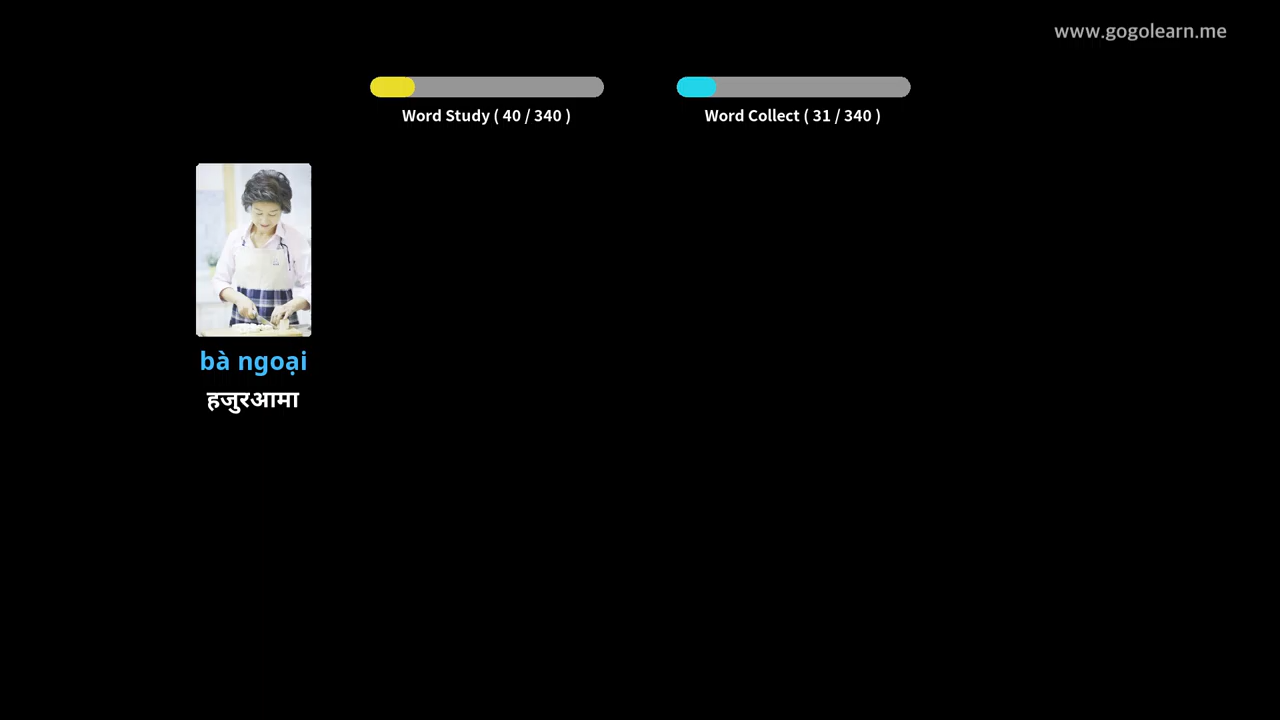 www.gogolearn.me
Word Study ( 40 / 340 )
Word Collect ( 31 / 340 )
bà ngoại
हजुरआमा